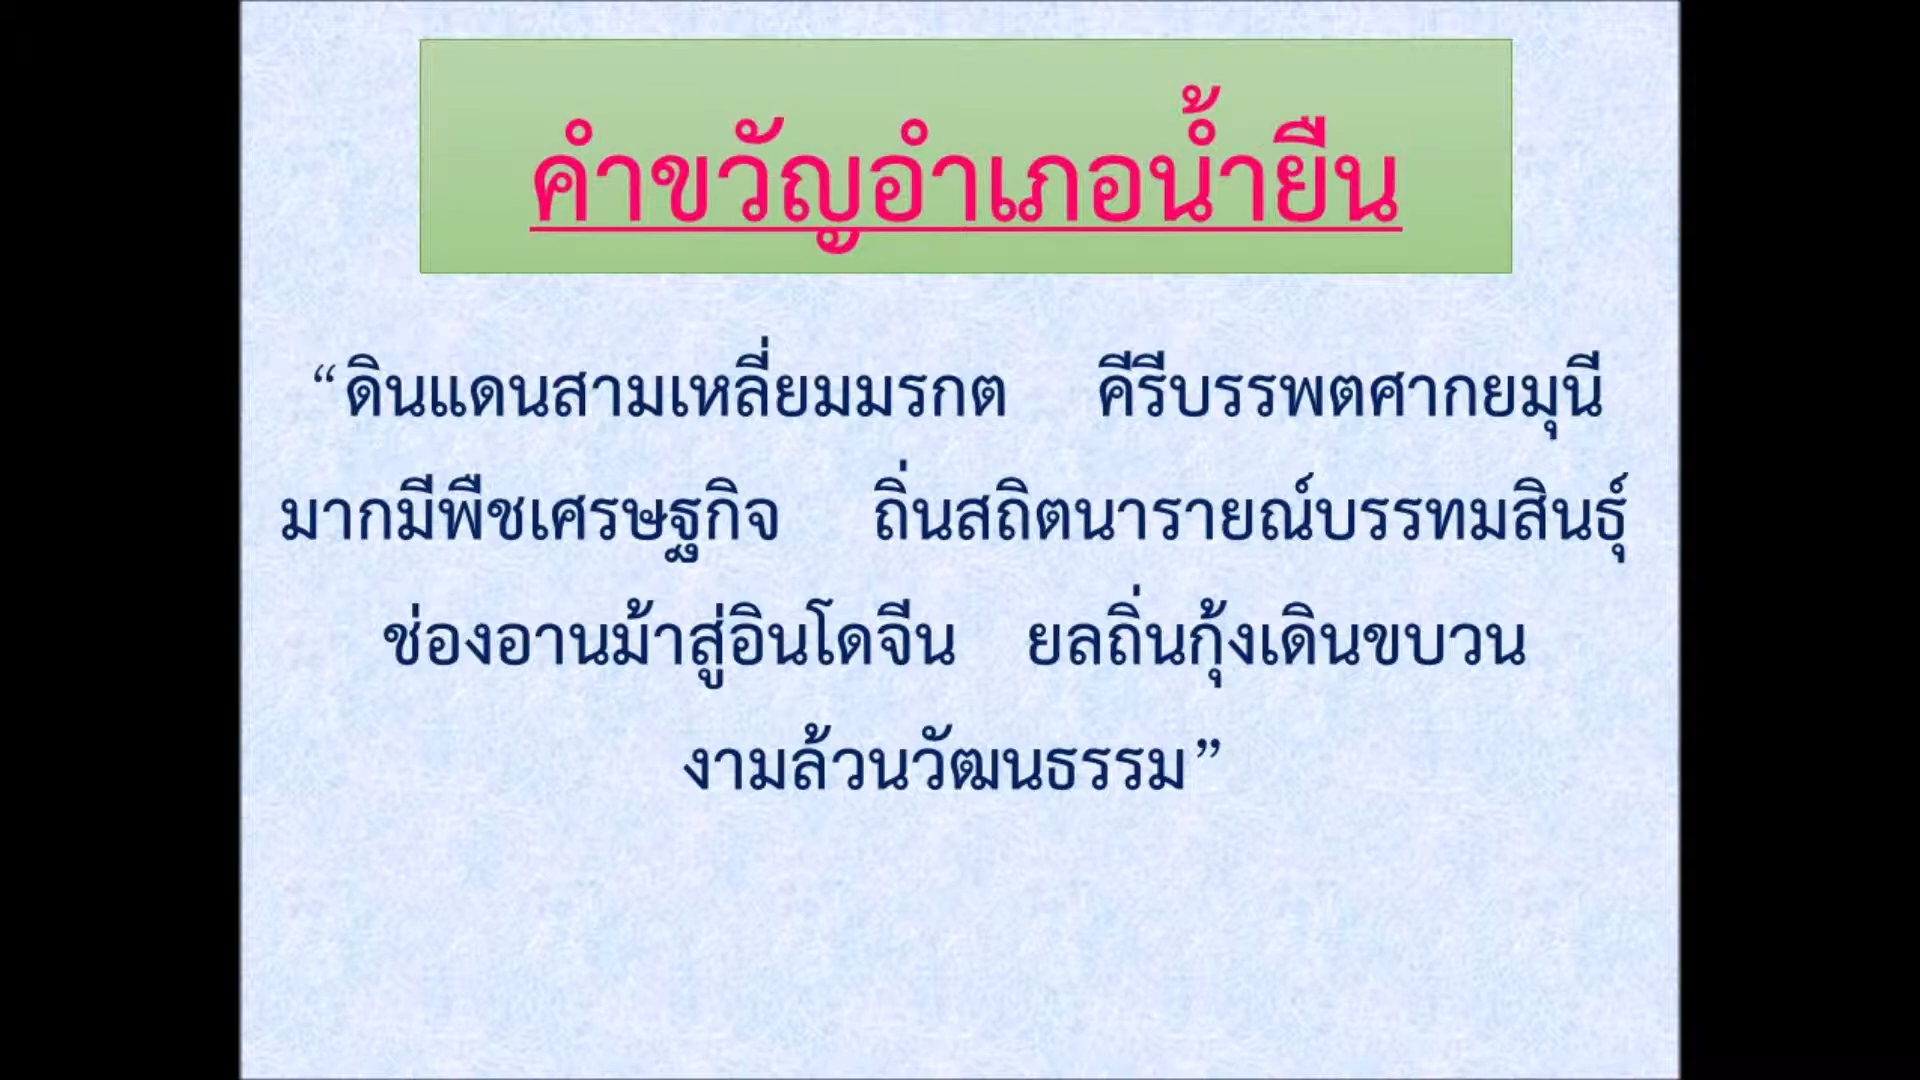 คำขวัญอำเภอน้ำยืน
“ดินแดนสามเหลี่ยมมรกต คีรีบรรพตศากยมุนี
มากมีพืชเศรษฐกิจ ถิ่นสถิตนารายณ์บรรทมสินธุ์
ช่องอานม้าสู่อินโดจีน ยลถิ่นกุ้งเดินขบวน
งามล้วนวัฒนธรรม”